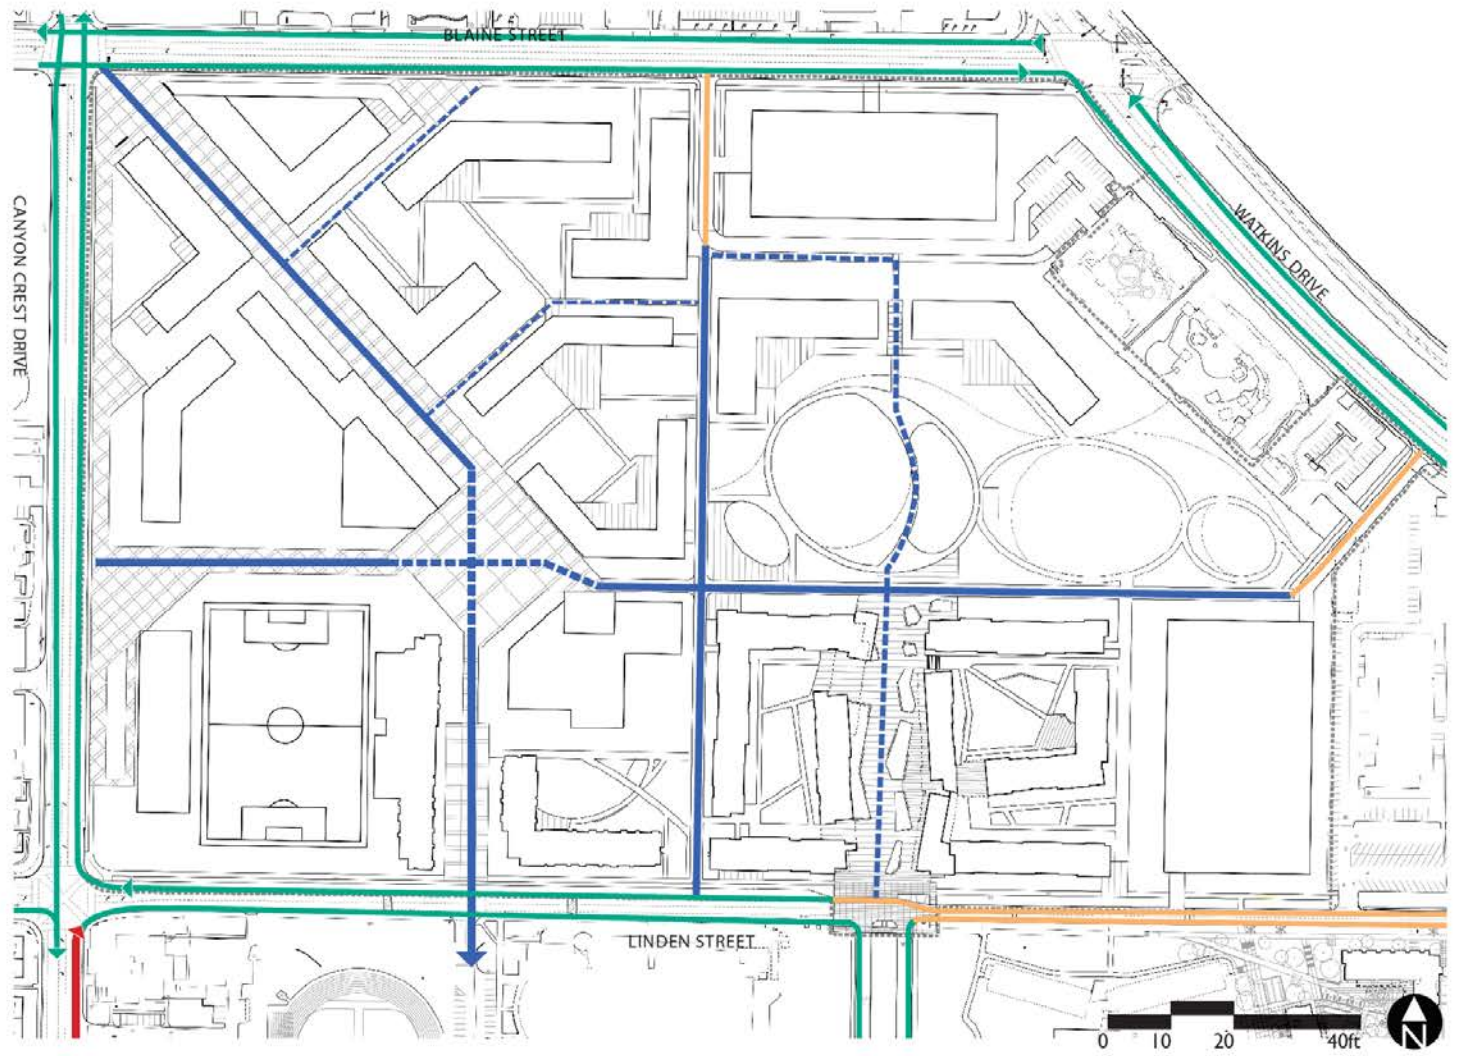 BLAINE STREET
CANYON CREST DRIVE
WATKINS DRIVE
LINDEN STREET
0 10 20 40ft
N